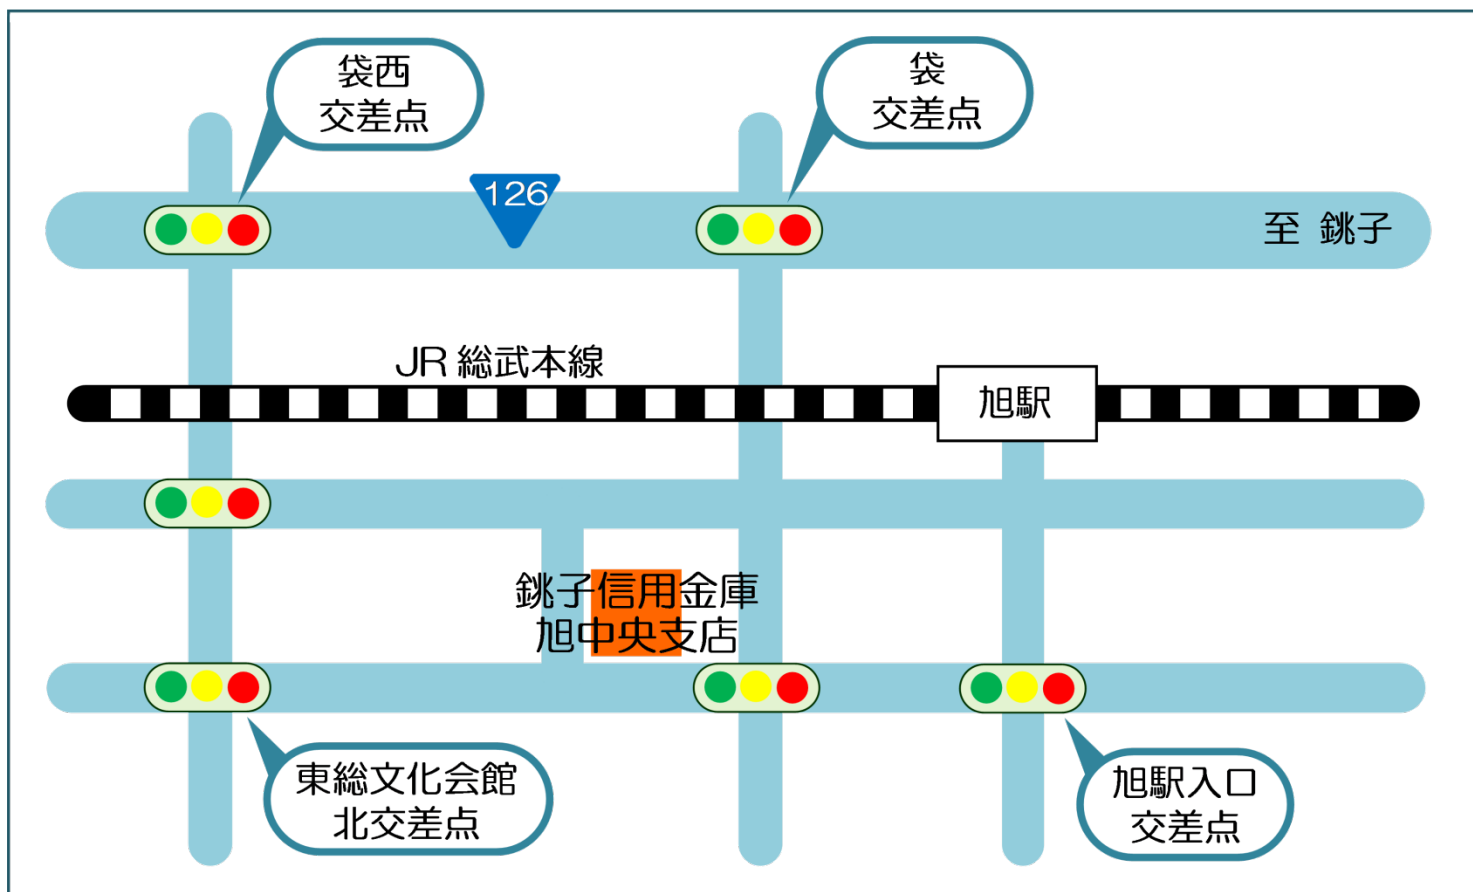 袋西
交差点
袋
交差点
126
至 銚子
JR 総武本線
旭駅
銚子信用金庫
旭中央支店
東総文化会館
北交差点
旭駅入口
交差点